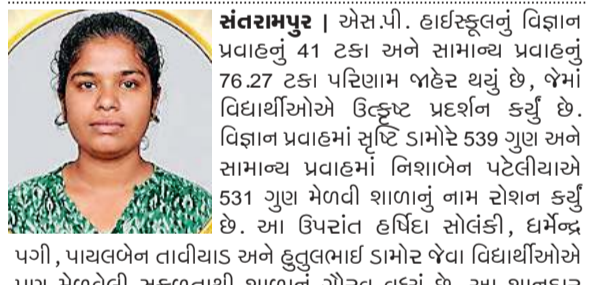 સંતરામપુર | એસ.પી. હાઈસ્કૂલનું વિજ્ઞાન
પ્રવાહનું 41 ટકા અને સામાન્ય પ્રવાહનું
76.27 ટકા પરિણામ જાહેર થયું છે, જેમાં
વિદ્યાર્થીઓએ ઉત્કૃષ્ટ પ્રદર્શન કર્યું છે.
વિજ્ઞાન પ્રવાહમાં સૃષ્ટિ ડામોરે 539 ગુણ અને
સામાન્ય પ્રવાહમાં નિશાબેન પટેલીયાએ
531 ગુણ મેળવી શાળાનું નામ રોશન કર્યું
છે. આ ઉપરાંત હર્ષિદા સોલંકી, ધર્મેન્દ્ર
પગી, પાયલબેન તાવીયાડ અને હુતુલભાઈ ડામોર જેવા વિદ્યાર્થીઓએ